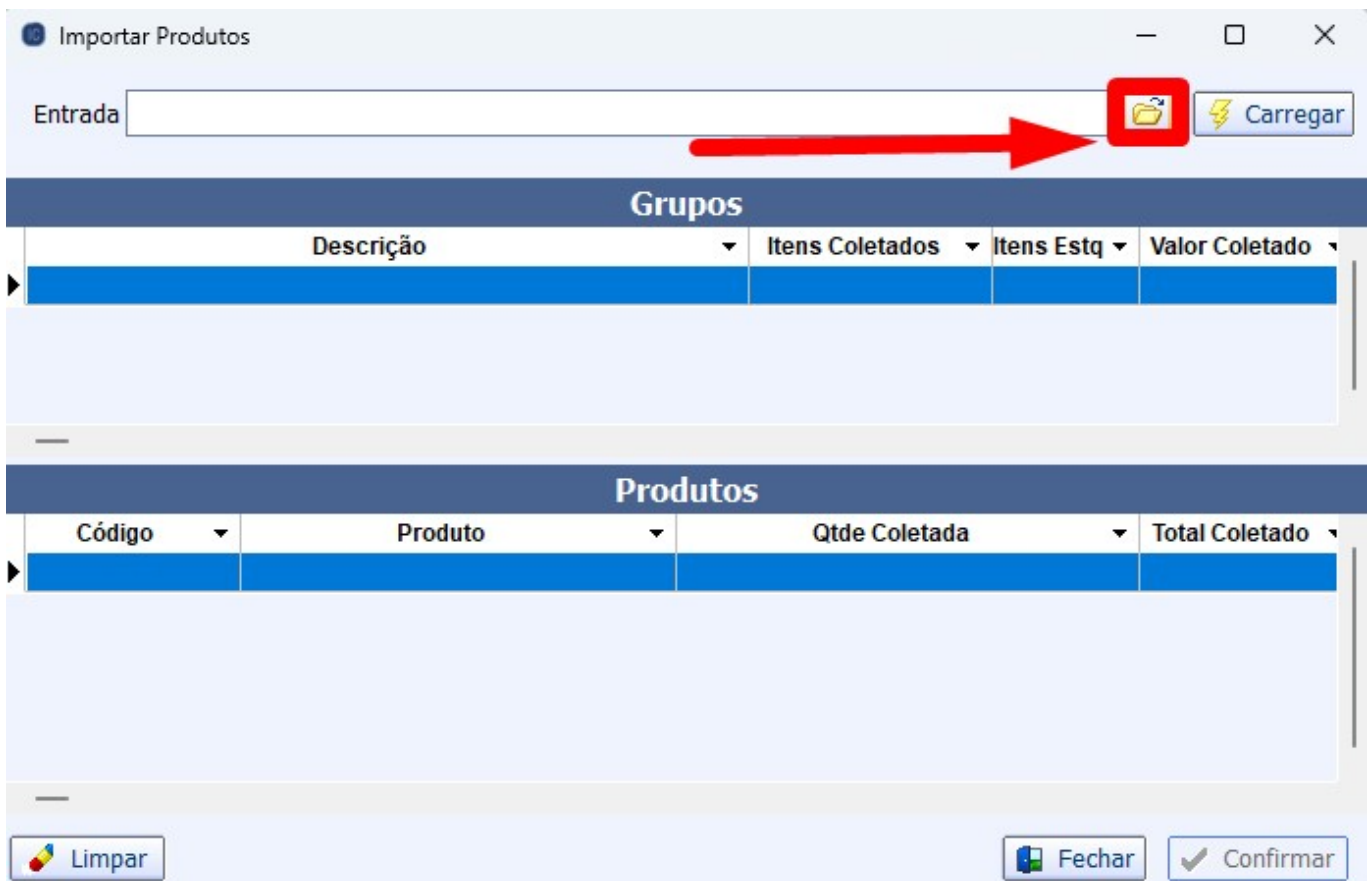 Importar Produtos
Entrada
Carregar
Grupos
Descrição Itens Coletados Itens Estq Valor Coletado
Produtos
Código Produto Qtde Coletada Total Coletado
Limpar Fechar Confirmar